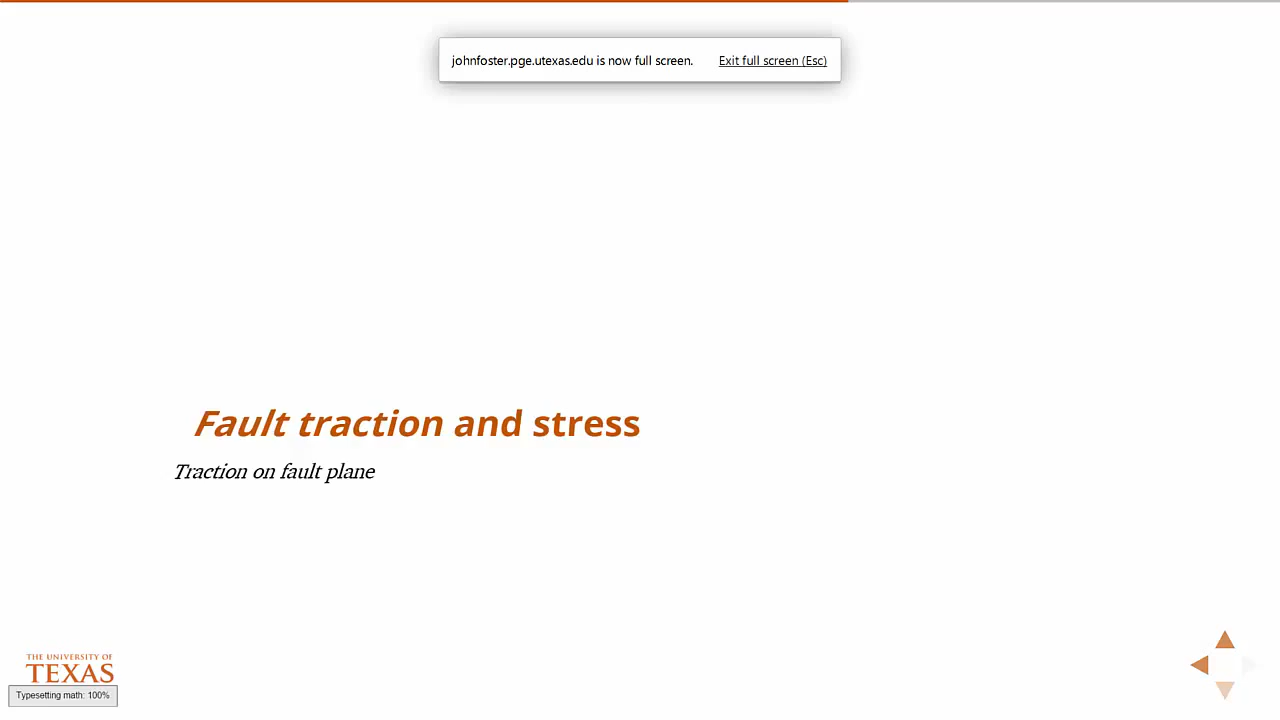 johnfoster.pge.utexas.edu is now full screen. Exit full screen (Esc)
Fault traction and stress
Traction on fault plane
THE UNIVERSITY OF
TEXAS
Typesetting math: 100%